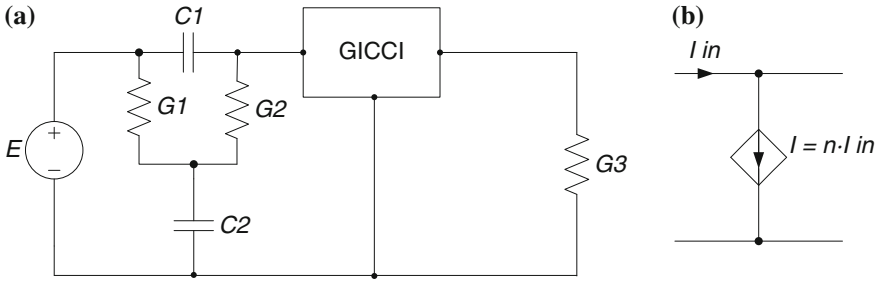 (a)
C1
GICCI
G1
G2
E
+
−
G3
C2
(b)
I in
I = n·I in